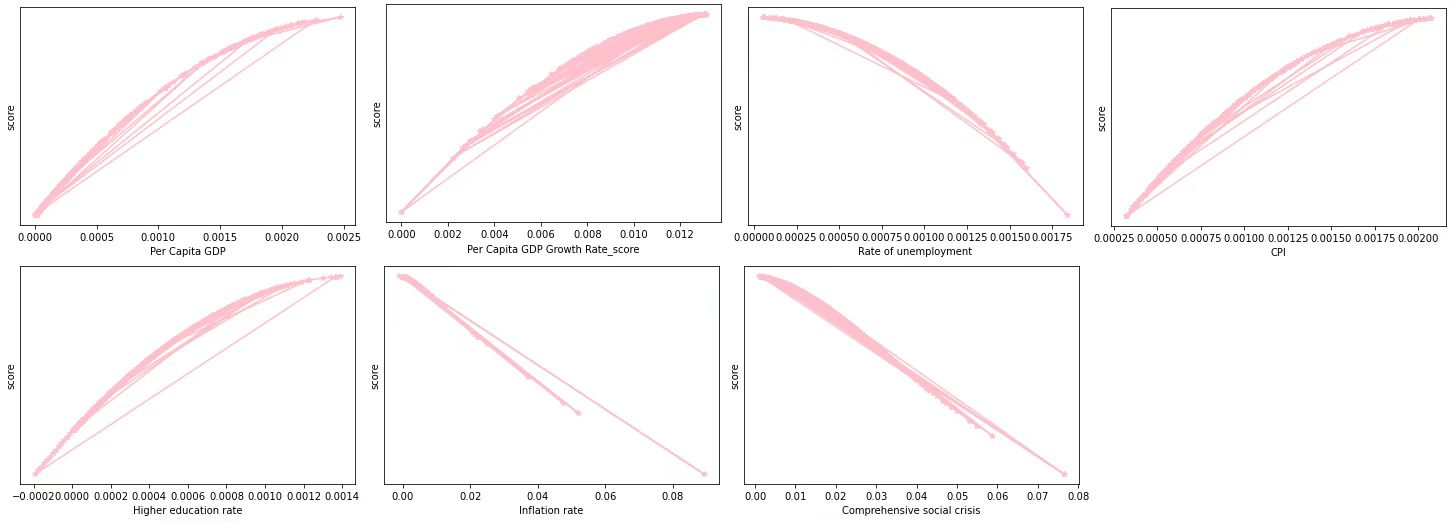 score
0.0000 0.0005 0.0010 0.0015 0.0020 0.0025
Per Capita GDP
score
0.000 0.002 0.004 0.006 0.008 0.010 0.012
Per Capita GDP Growth Rate_score
score
0.00000 0.00025 0.00050 0.00075 0.00100 0.00125 0.00150 0.00175
Rate of unemployment
score
0.00025 0.00050 0.00075 0.00100 0.00125 0.00150 0.00175 0.00200
CPI
score
−0.0002 0.0000 0.0002 0.0004 0.0006 0.0008 0.0010 0.0012 0.0014
Higher education rate
score
0.00 0.02 0.04 0.06 0.08
Inflation rate
score
0.00 0.01 0.02 0.03 0.04 0.05 0.06 0.07 0.08
Comprehensive social crisis